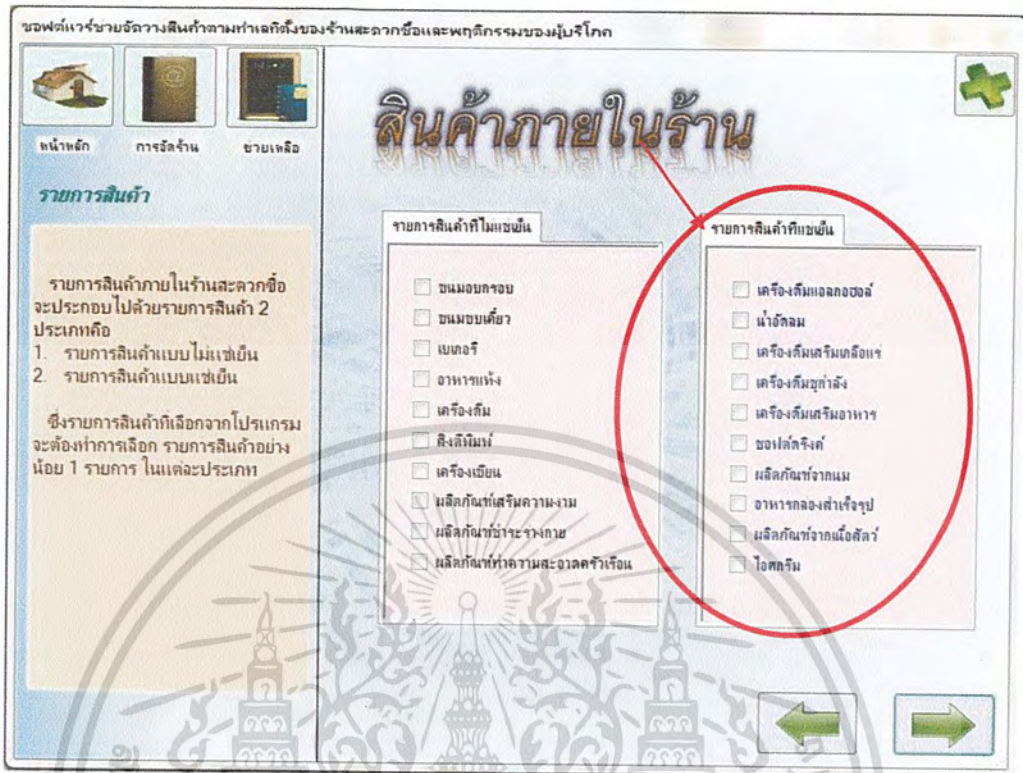 ซอฟต์แวร์ช่วยจัดวางสินค้าตามทำเลที่ตั้งของร้านสะดวกซื้อและพฤติกรรมของผู้บริโภค
หน้าหลัก การจัดร้าน ช่วยเหลือ
สินค้าภายในร้าน
รายการสินค้า
รายการสินค้าภายในร้านสะดวกซื้อ
จะประกอบไปด้วยรายการสินค้า 2
ประเภทคือ
1. รายการสินค้าแบบไม่แช่เย็น
2. รายการสินค้าแบบแช่เย็น
ซึ่งรายการสินค้าที่เลือกจากโปรแกรม
จะต้องทำการเลือก รายการสินค้าอย่าง
น้อย 1 รายการ ในแต่ละประเภท
รายการสินค้าที่ไม่แช่เย็น
ขนมอบกรอบ
ขนมขบเคี้ยว
เบเกอรี่
อาหารแห้ง
เครื่องดื่ม
สิ่งตีพิมพ์
เครื่องเขียน
ผลิตภัณฑ์เสริมความงาม
ผลิตภัณฑ์ชำระร่างกาย
ผลิตภัณฑ์ทำความสะอาดครัวเรือน
รายการสินค้าที่แช่เย็น
เครื่องดื่มแอลกอฮอล์
น้ำอัดลม
เครื่องดื่มเสริมเกลือแร่
เครื่องดื่มชูกำลัง
เครื่องดื่มเสริมอาหาร
ซอฟต์ดริงค์
ผลิตภัณฑ์จากนม
อาหารกล่องสำเร็จรูป
ผลิตภัณฑ์จากเนื้อสัตว์
ไอศกรีม